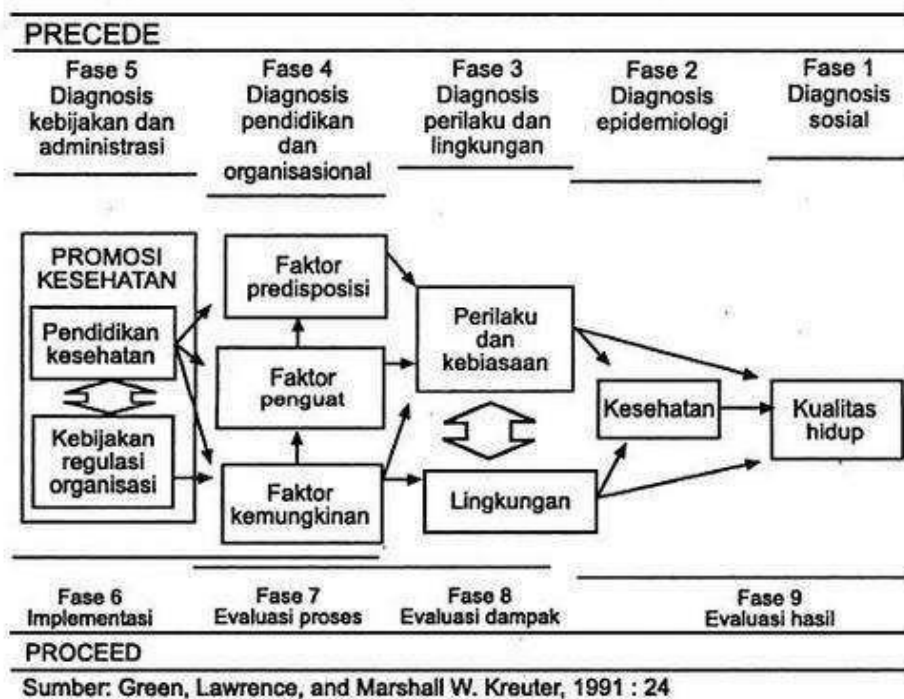 PRECEDE
Fase 5
Diagnosis
kebijakan dan
administrasi
Fase 4
Diagnosis
pendidikan
dan
organisasional
Fase 3
Diagnosis
perilaku dan
lingkungan
Fase 2
Diagnosis
epidemiologi
Fase 1
Diagnosis
sosial
PROMOSI
KESEHATAN
Pendidikan
kesehatan
Kebijakan
regulasi
organisasi
Faktor
predisposisi
Faktor
penguat
Faktor
kemungkinan
Perilaku
dan
kebiasaan
Lingkungan
Kesehatan
Kualitas
hidup
Fase 6
Implementasi
Fase 7
Evaluasi proses
Fase 8
Evaluasi dampak
Fase 9
Evaluasi hasil
PROCEED
Sumber: Green, Lawrence, and Marshall W. Kreuter, 1991 : 24